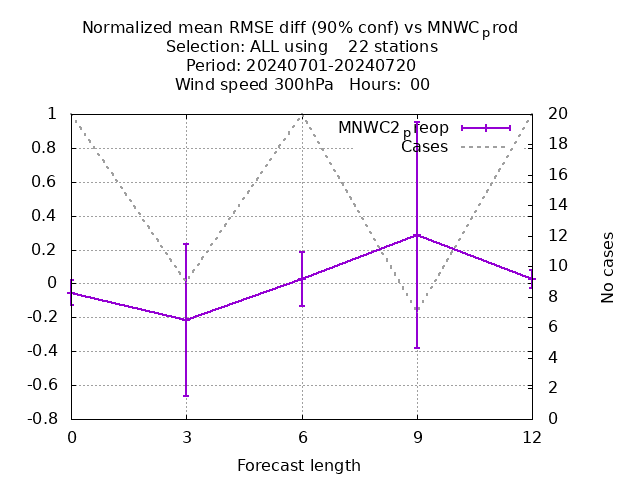 Normalized mean RMSE diff (90% conf) vs MNWCprod
Selection: ALL using    22 stations
Period: 20240701-20240720
Wind speed 300hPa   Hours:  00
MNWC2preop
Cases
1
0.8
0.6
0.4
0.2
0
-0.2
-0.4
-0.6
-0.8
20
18
16
14
12
10
8
6
4
2
0
No cases
0 3 6 9 12
Forecast length